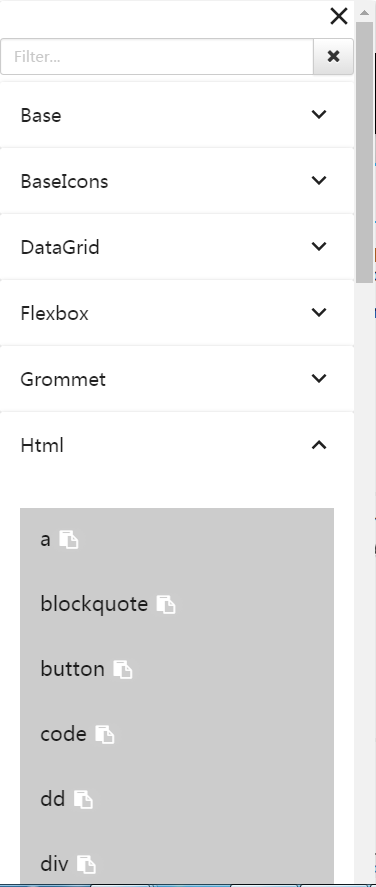 Filter...
Base
BaseIcons
DataGrid
Flexbox
Grommet
Html
a
blockquote
button
code
dd
div